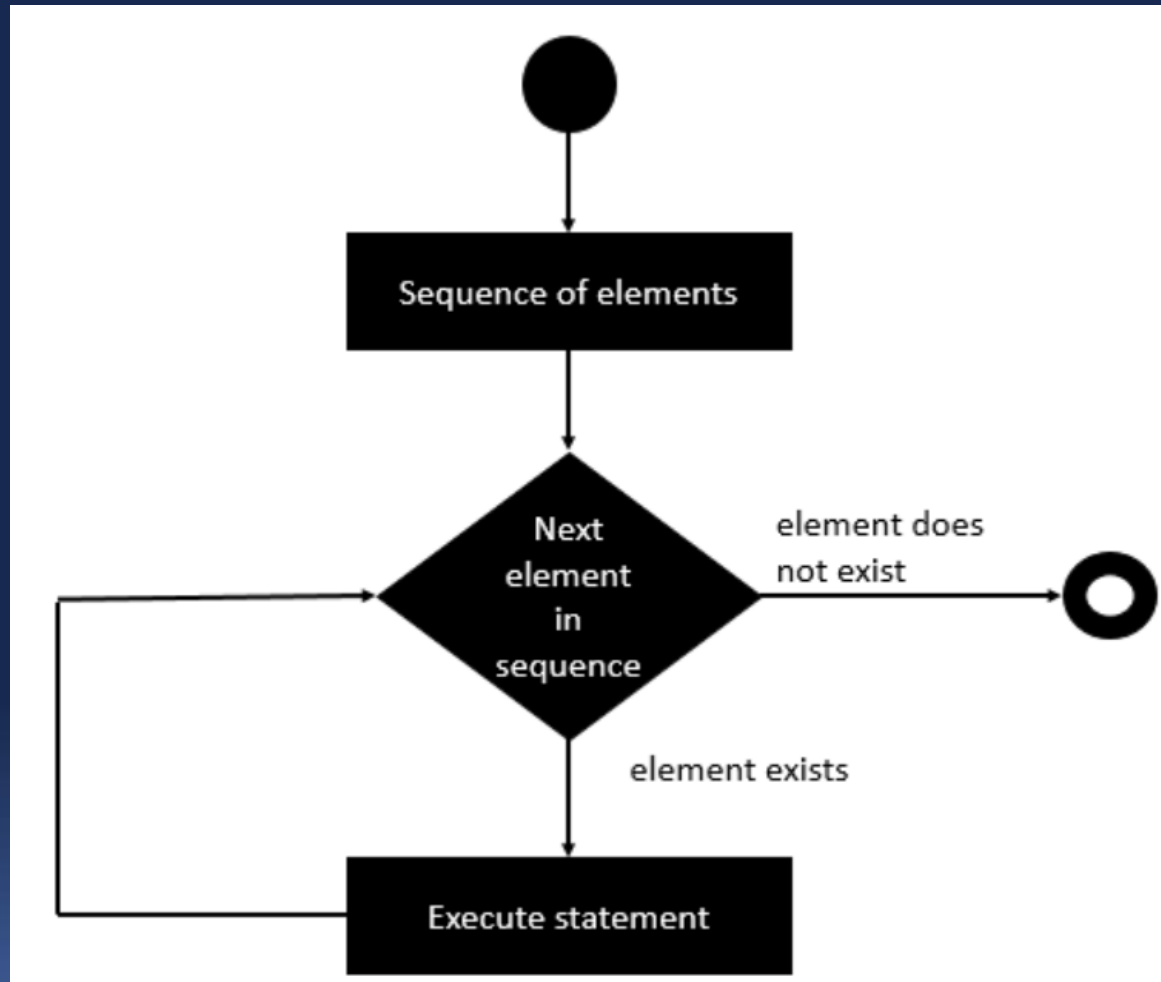 Sequence of elements
Next
element
in
sequence
element does
not exist
element exists
Execute statement